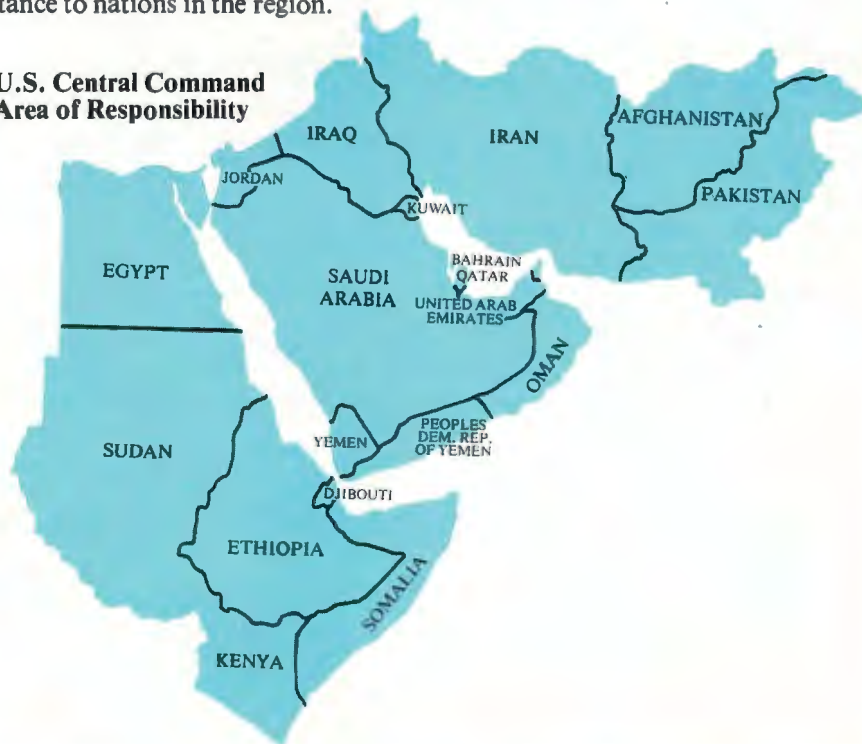 tance to nations in the region.
U.S. Central Command
Area of Responsibility
IRAQ
IRAN
AFGHANISTAN
JORDAN
PAKISTAN
KUWAIT
EGYPT
SAUDI
ARABIA
BAHRAIN
QATAR
UNITED ARAB
EMIRATES
OMAN
SUDAN
YEMEN
PEOPLES
DEM. REP.
OF YEMEN
DJIBOUTI
ETHIOPIA
SOMALIA
KENYA